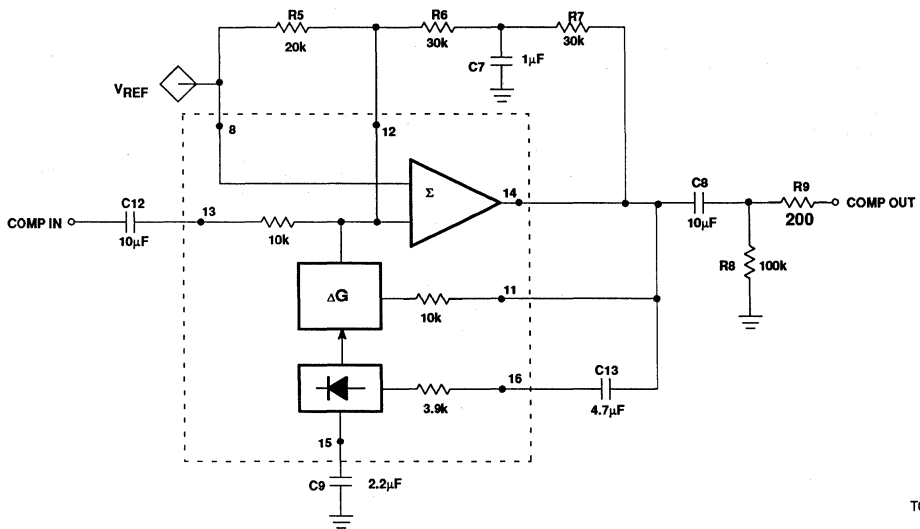 R5
20k
R6
30k
R7
30k
C7
1µF
VREF
8
12
Σ
14
C12
10µF
COMP IN
13
10k
C8
10µF
R9
200
COMP OUT
R8
100k
ΔG
10k
11
3.9k
16
C13
4.7µF
15
C9
2.2µF